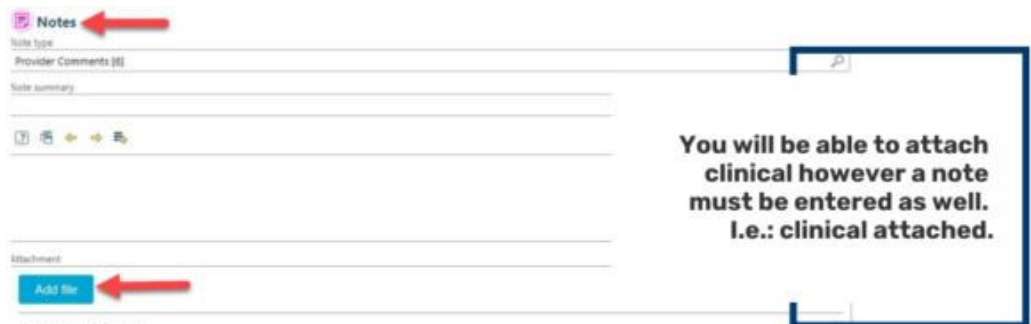 Notes
Note type
Provider Comments [6]
Note summary
You will be able to attach
clinical however a note
must be entered as well.
I.e.: clinical attached.
Attachment
Add file